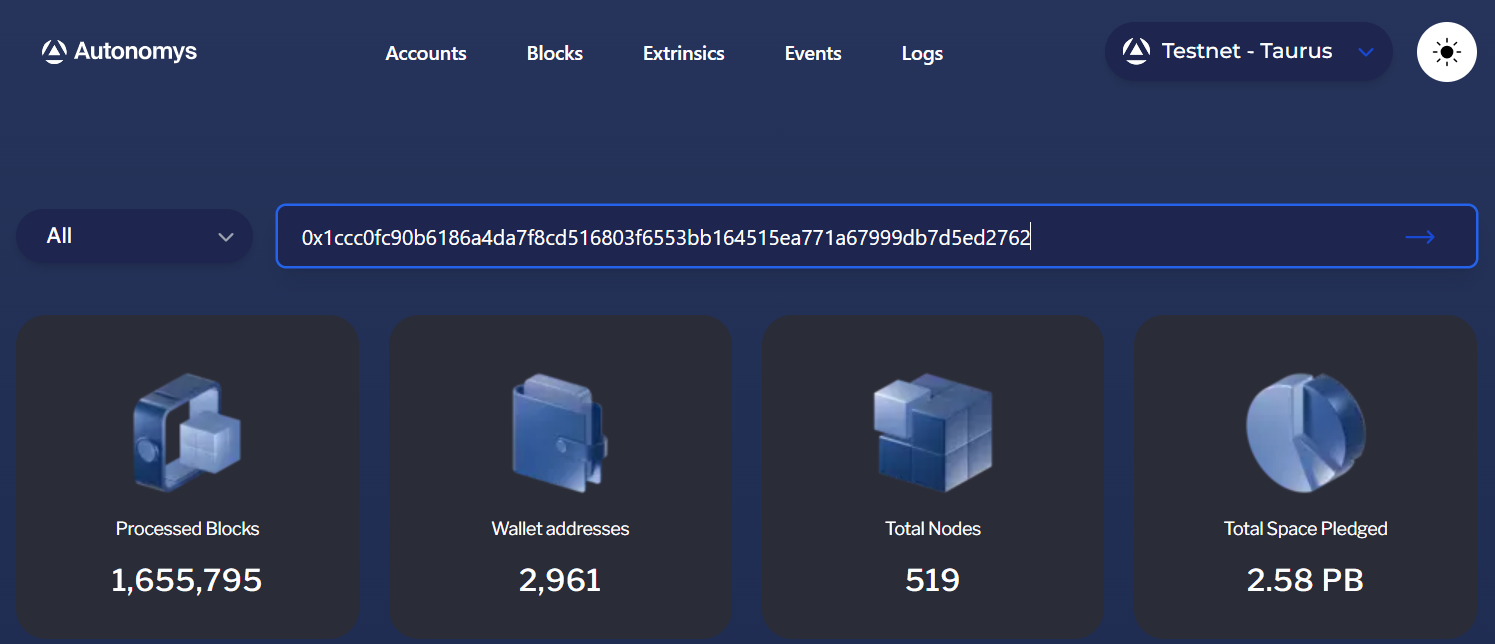 Autonomys
Accounts Blocks Extrinsics Events Logs
Testnet - Taurus
All
0x1ccc0fc90b6186a4da7f8cd516803f6553bb164515ea771a67999db7d5ed2762
Processed Blocks
1,655,795
Wallet addresses
2,961
Total Nodes
519
Total Space Pledged
2.58 PB